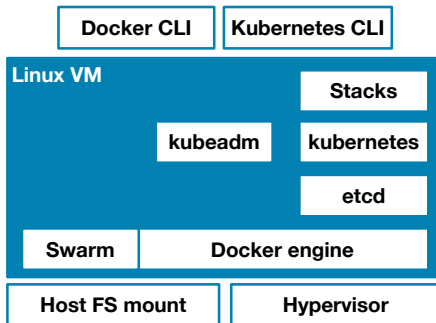 Docker CLI
Kubernetes CLI
Linux VM
Stacks
kubeadm
kubernetes
etcd
Swarm
Docker engine
Host FS mount
Hypervisor